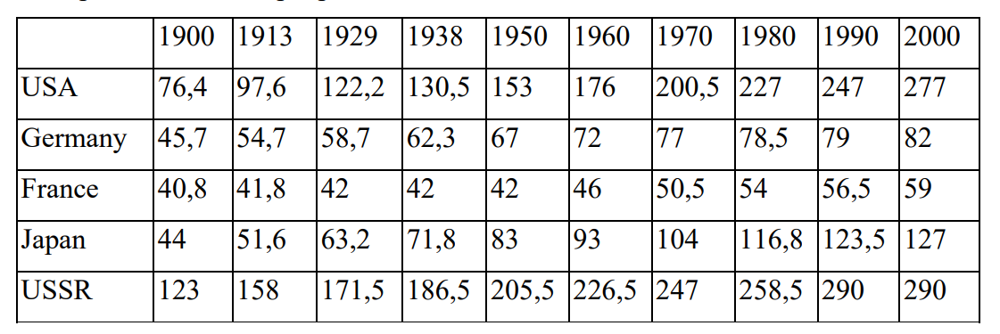 1900 1913 1929 1938 1950 1960 1970 1980 1990 2000
USA 76,4 97,6 122,2 130,5 153 176 200,5 227 247 277
Germany 45,7 54,7 58,7 62,3 67 72 77 78,5 79 82
France 40,8 41,8 42 42 42 46 50,5 54 56,5 59
Japan 44 51,6 63,2 71,8 83 93 104 116,8 123,5 127
USSR 123 158 171,5 186,5 205,5 226,5 247 258,5 290 290